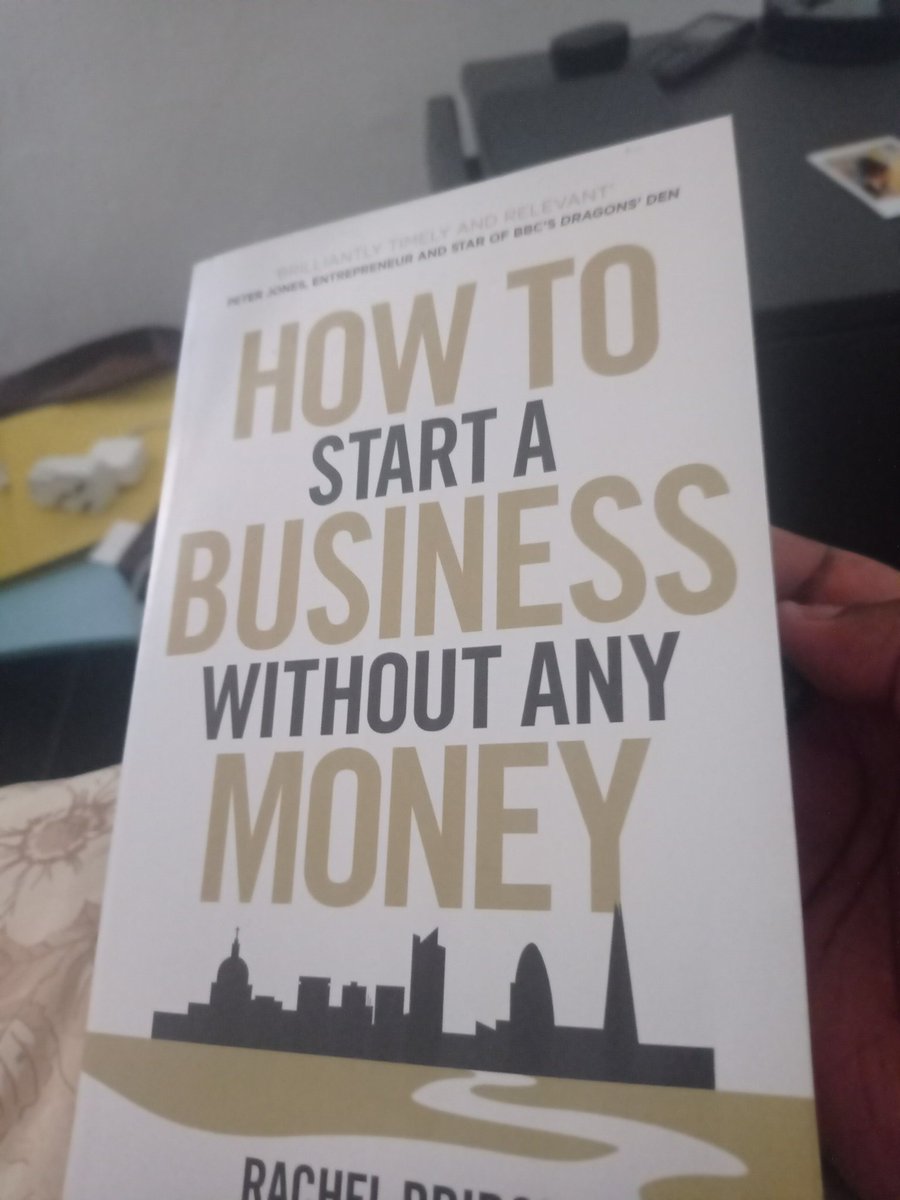 'BRILLIANTLY TIMELY AND RELEVANT'
PETER JONES, ENTREPRENEUR AND STAR OF BBC'S DRAGONS' DEN
HOW TO
START A
BUSINESS
WITHOUT ANY
MONEY
RACHEL